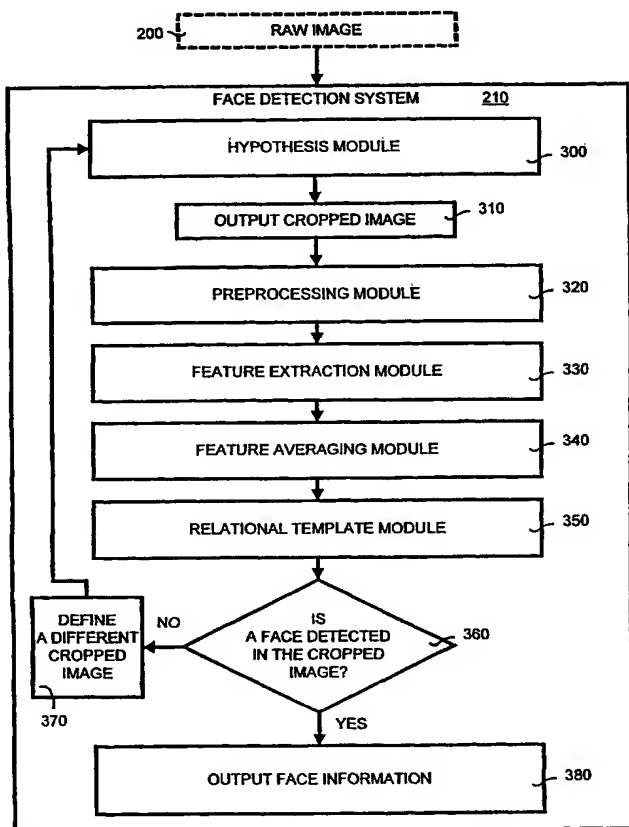 200
RAW IMAGE
FACE DETECTION SYSTEM 210
HYPOTHESIS MODULE
300
OUTPUT CROPPED IMAGE
310
PREPROCESSING MODULE
320
FEATURE EXTRACTION MODULE
330
FEATURE AVERAGING MODULE
340
RELATIONAL TEMPLATE MODULE
350
DEFINE
A DIFFERENT
CROPPED
IMAGE
370
NO
IS
A FACE DETECTED
IN THE CROPPED
IMAGE?
360
YES
OUTPUT FACE INFORMATION
380